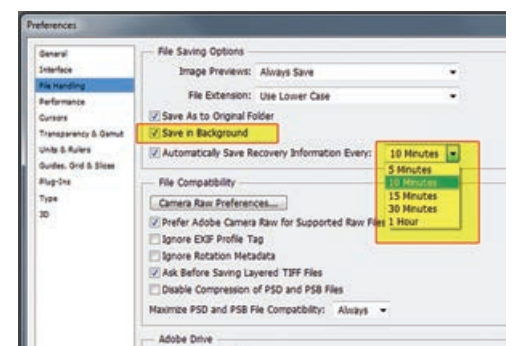 Preferences
General
Interface
File Handling
Performance
Cursors
Transparency & Gamut
Units & Rulers
Guides, Grid & Slices
Plug-Ins
Type
3D
File Saving Options
Image Previews: Always Save
File Extension: Use Lower Case
Save As to Original Folder
Save in Background
Automatically Save Recovery Information Every: 10 Minutes
5 Minutes
10 Minutes
15 Minutes
30 Minutes
1 Hour
File Compatibility
Camera Raw Preferences...
Prefer Adobe Camera Raw for Supported Raw Files
Ignore EXIF Profile Tag
Ignore Rotation Metadata
Ask Before Saving Layered TIFF Files
Disable Compression of PSD and PSB Files
Maximize PSD and PSB File Compatibility: Always
Adobe Drive